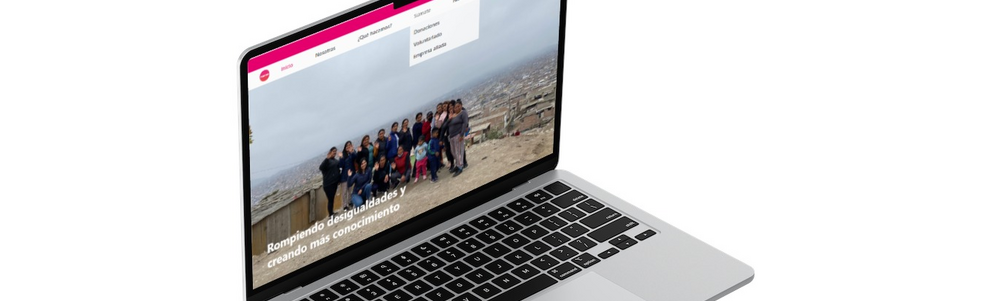 Inicio
Nosotros
¿Qué hacemos?
Súmate
Donaciones
Voluntariado
Empresa aliada
Rompiendo desigualdades y
creando más conocimiento